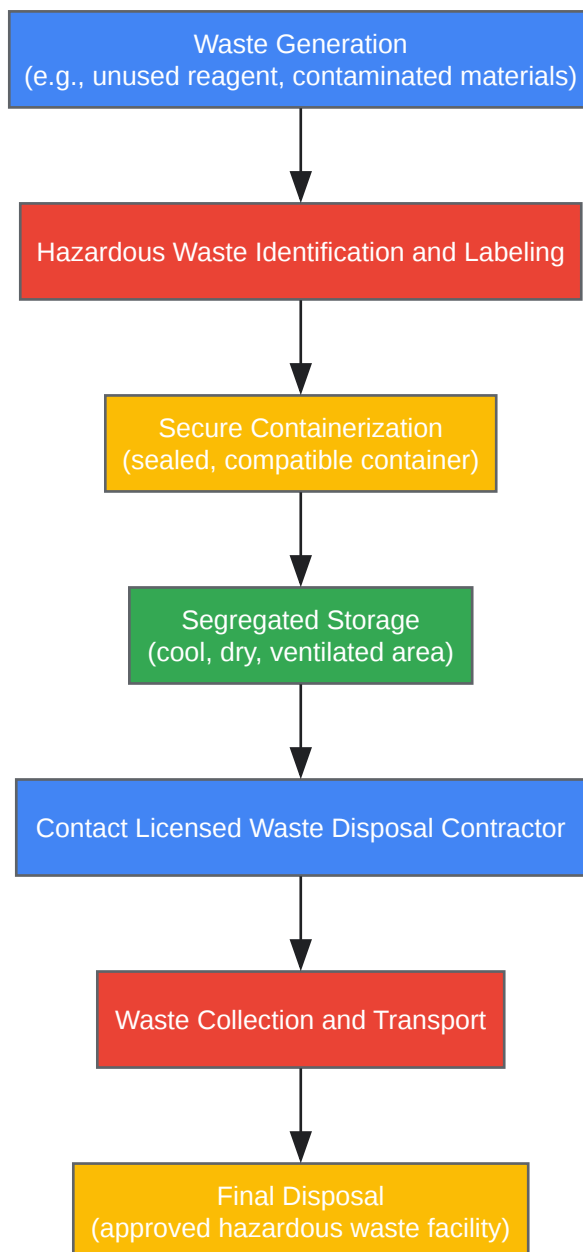 Waste Generation
(e.g., unused reagent, contaminated materials)
Hazardous Waste Identification and Labeling
Secure Containerization
(sealed, compatible container)
Segregated Storage
(cool, dry, ventilated area)
Contact Licensed Waste Disposal Contractor
Waste Collection and Transport
Final Disposal
(approved hazardous waste facility)